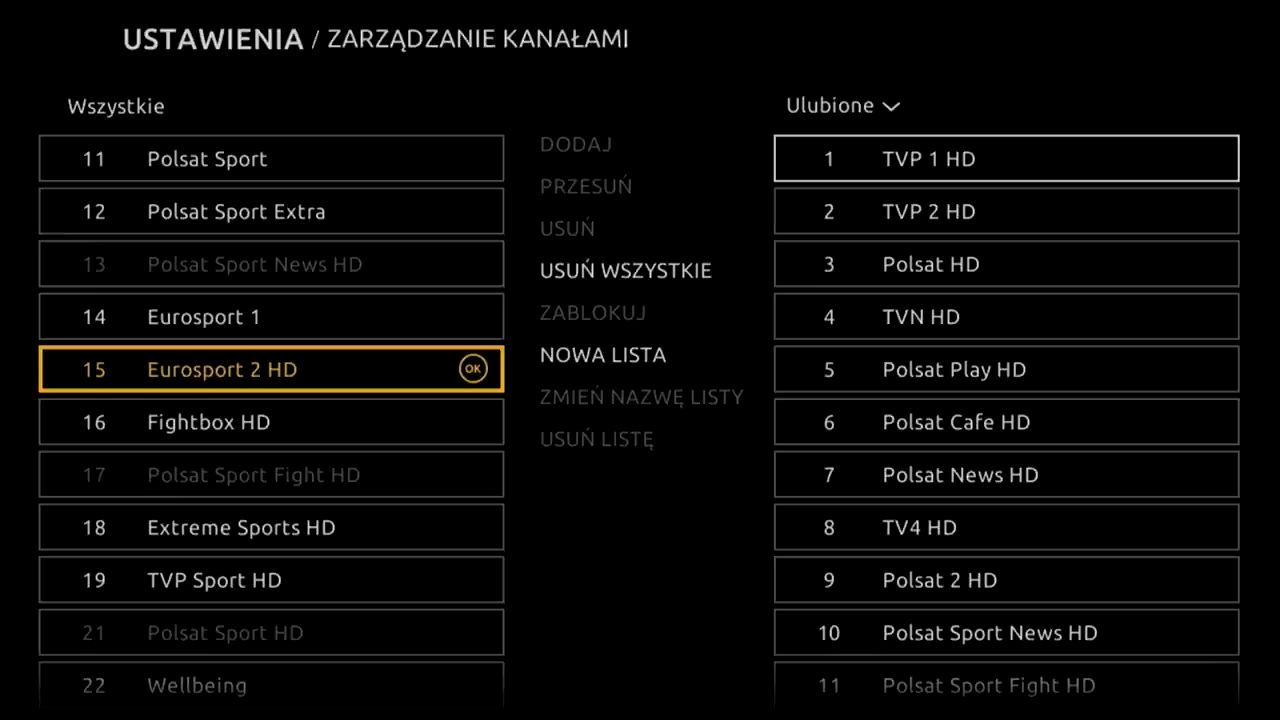 USTAWIENIA / ZARZĄDZANIE KANAŁAMI
Wszystkie
11 Polsat Sport
12 Polsat Sport Extra
13 Polsat Sport News HD
14 Eurosport 1
15 Eurosport 2 HD OK
16 Fightbox HD
17 Polsat Sport Fight HD
18 Extreme Sports HD
19 TVP Sport HD
21 Polsat Sport HD
22 Wellbeing
DODAJ
PRZESUŃ
USUŃ
USUŃ WSZYSTKIE
ZABLOKUJ
NOWA LISTA
ZMIEŃ NAZWĘ LISTY
USUŃ LISTĘ
Ulubione
1 TVP 1 HD
2 TVP 2 HD
3 Polsat HD
4 TVN HD
5 Polsat Play HD
6 Polsat Cafe HD
7 Polsat News HD
8 TV4 HD
9 Polsat 2 HD
10 Polsat Sport News HD
11 Polsat Sport Fight HD